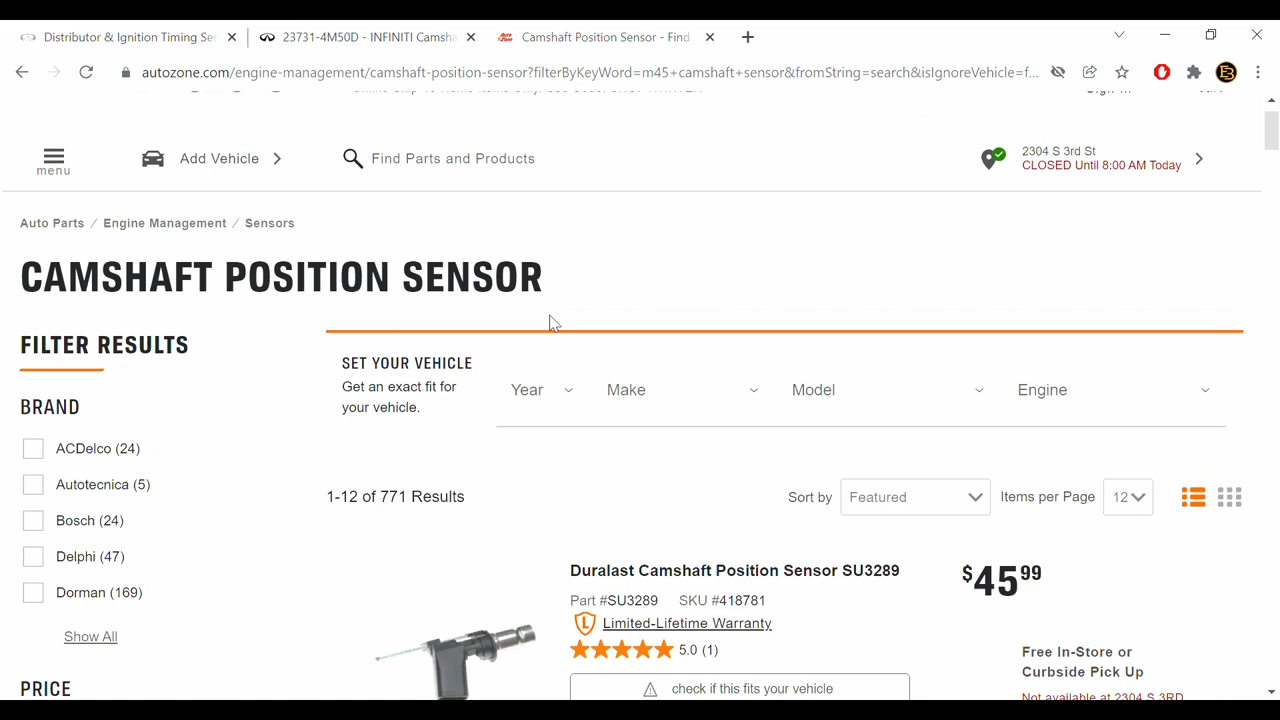 Distributor & Ignition Timing Ser
23731-4M50D - INFINITI Camsha
Camshaft Position Sensor - Find
autozone.com/engine-management/camshaft-position-sensor?filterByKeyWord=m45+camshaft+sensor&fromString=search&isIgnoreVehicle=f...
menu
Add Vehicle
Find Parts and Products
2304 S 3rd St
CLOSED Until 8:00 AM Today
Auto Parts / Engine Management / Sensors
CAMSHAFT POSITION SENSOR
FILTER RESULTS
BRAND
ACDelco (24)
Autotecnica (5)
Bosch (24)
Delphi (47)
Dorman (169)
Show All
PRICE
SET YOUR VEHICLE
Get an exact fit for
your vehicle.
Year
Make
Model
Engine
1-12 of 771 Results
Sort by
Featured
Items per Page
12
Duralast Camshaft Position Sensor SU3289
$45 99
Part #SU3289 SKU #418781
L Limited-Lifetime Warranty
5.0 (1)
check if this fits your vehicle
Free In-Store or
Curbside Pick Up
Not available at 2304 S 3RD